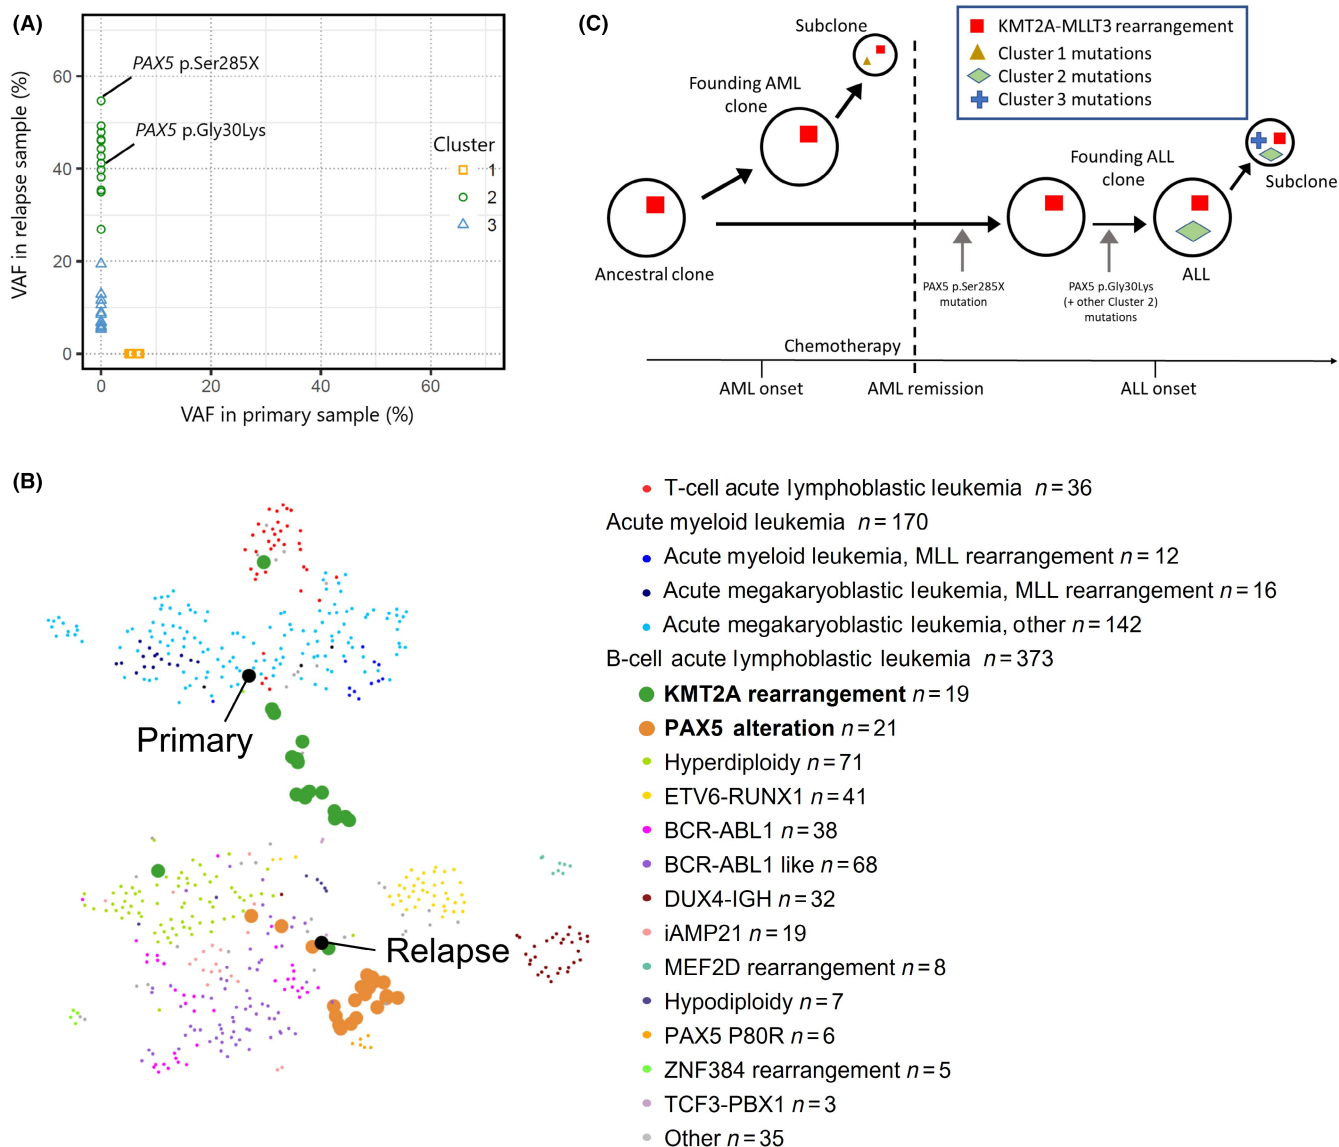 (A)
VAF in relapse sample (%)
60
40
20
0
PAX5 p.Ser285X
PAX5 p.Gly30Lys
Cluster
1
2
3
0 20 40 60
VAF in primary sample (%)
(C)
Subclone
Founding AML
clone
KMT2A-MLLT3 rearrangement
Cluster 1 mutations
Cluster 2 mutations
Cluster 3 mutations
Founding ALL
clone
Subclone
Ancestral clone
ALL
PAX5 p.Ser285X
mutation
PAX5 p.Gly30Lys
(+ other Cluster 2)
mutations
Chemotherapy
AML onset
AML remission
ALL onset
(B)
Primary
Relapse
T-cell acute lymphoblastic leukemia n = 36
Acute myeloid leukemia n = 170
Acute myeloid leukemia, MLL rearrangement n = 12
Acute megakaryoblastic leukemia, MLL rearrangement n = 16
Acute megakaryoblastic leukemia, other n = 142
B-cell acute lymphoblastic leukemia n = 373
KMT2A rearrangement n = 19
PAX5 alteration n = 21
Hyperdiploidy n = 71
ETV6-RUNX1 n = 41
BCR-ABL1 n = 38
BCR-ABL1 like n = 68
DUX4-IGH n = 32
iAMP21 n = 19
MEF2D rearrangement n = 8
Hypodiploidy n = 7
PAX5 P80R n = 6
ZNF384 rearrangement n = 5
TCF3-PBX1 n = 3
Other n = 35